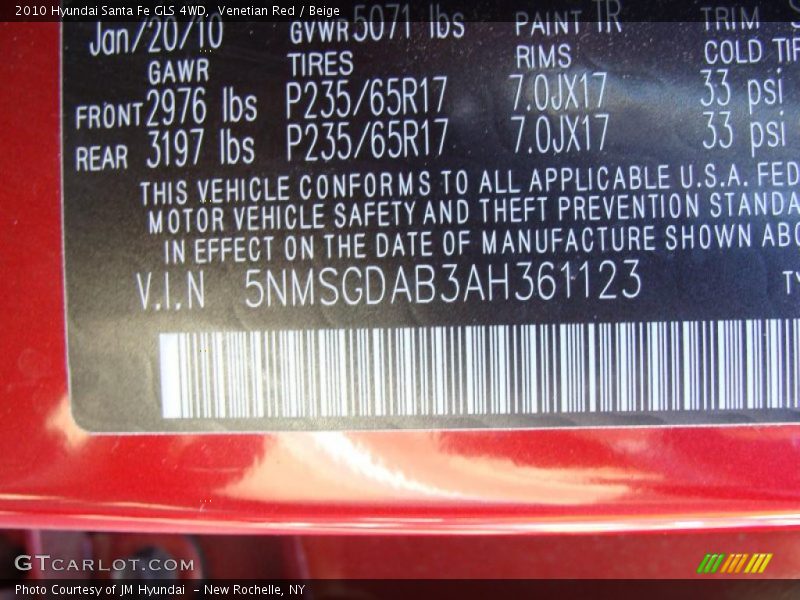 2010 Hyundai Santa Fe GLS 4WD, Venetian Red / Beige
Jan/20/10 GVWR 5071 lbs PAINT TR TRIM
GAWR TIRES RIMS COLD
FRONT 2976 lbs P235/65R17 7.0JX17 33 psi
REAR 3197 lbs P235/65R17 7.0JX17 33 psi
THIS VEHICLE CONFORMS TO ALL APPLICABLE U.S.A. FED
MOTOR VEHICLE SAFETY AND THEFT PREVENTION STANDA
IN EFFECT ON THE DATE OF MANUFACTURE SHOWN ABO
V.I.N 5NMSGDAB3AH361123 TY
GTCARLOT.COM
Photo Courtesy of JM Hyundai - New Rochelle, NY